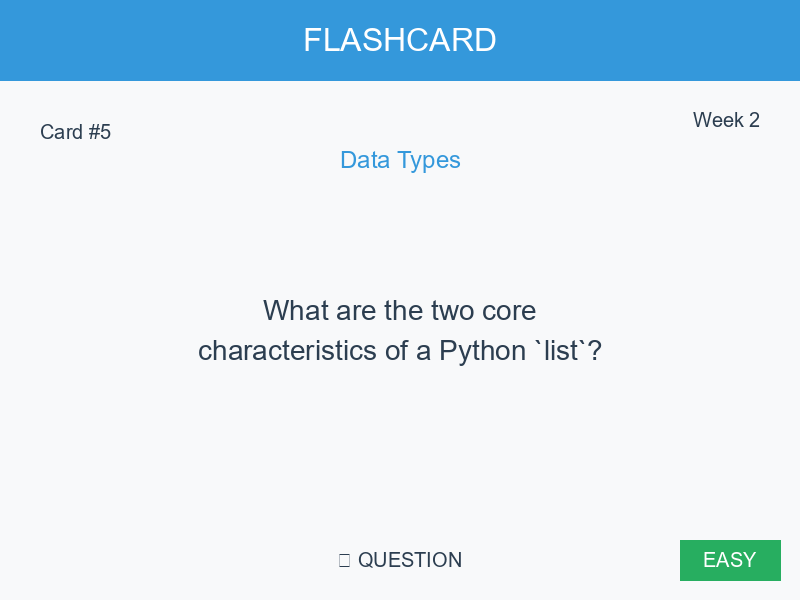 FLASHCARD
Card #5
Week 2
Data Types
What are the two core
characteristics of a Python `list`?
QUESTION
EASY